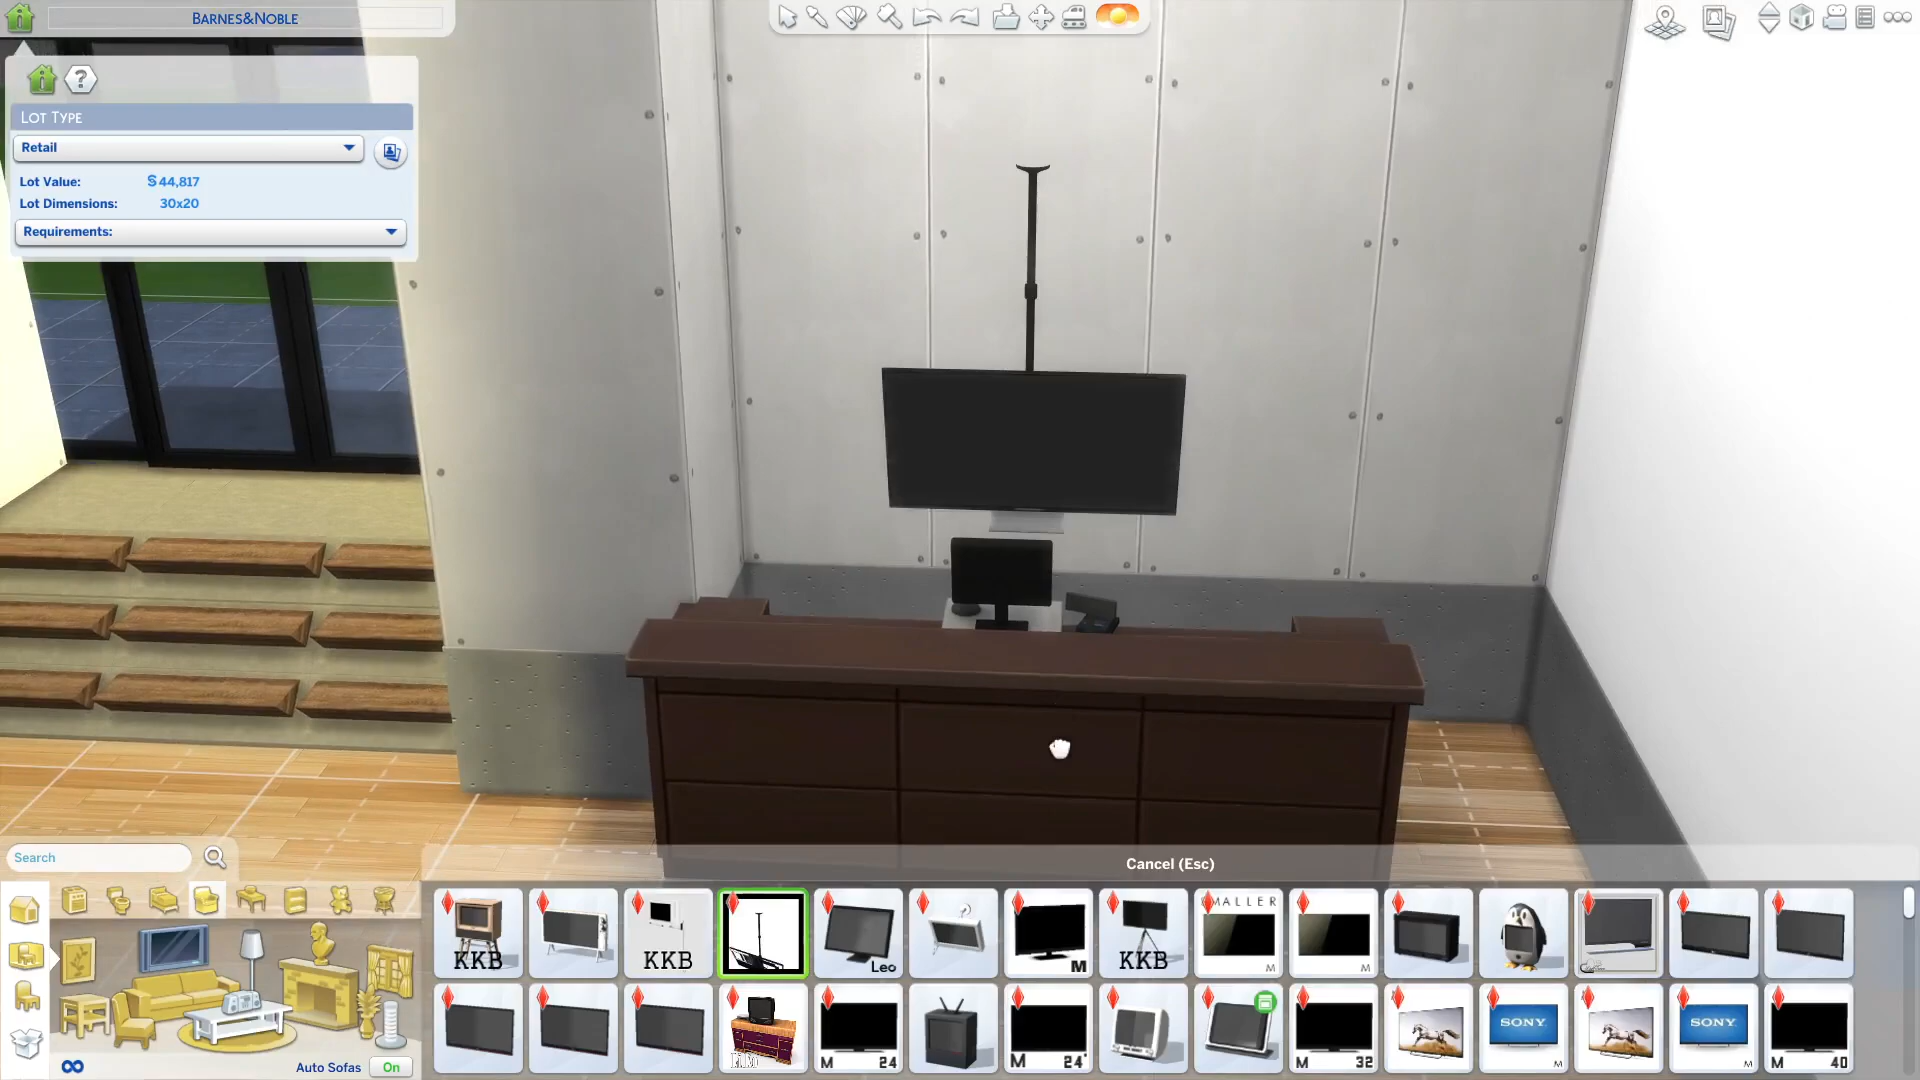 BARNES&NOBLE
LOT TYPE
Retail
Lot Value: §44,817
Lot Dimensions: 30x20
Requirements:
Cancel (Esc)
Search
Auto Sofas On
KKB
KKB
Leo
M
KKB
SMALLER
M
M
M 24
M 24"
M 32
SONY
M
SONY
M
M 40